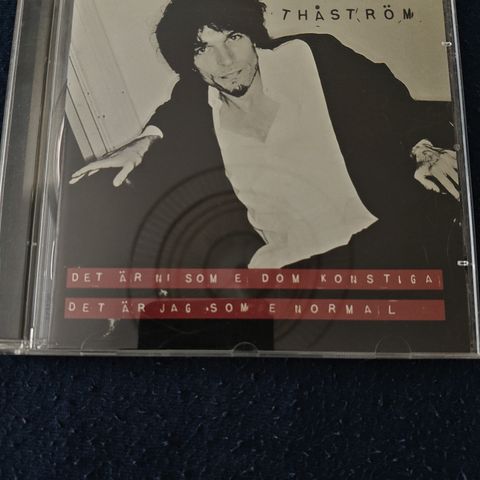 THÅSTRÖM
DET ÄR NI SOM E DOM KONSTIGA
DET ÄR JAG SOM E NORMAL